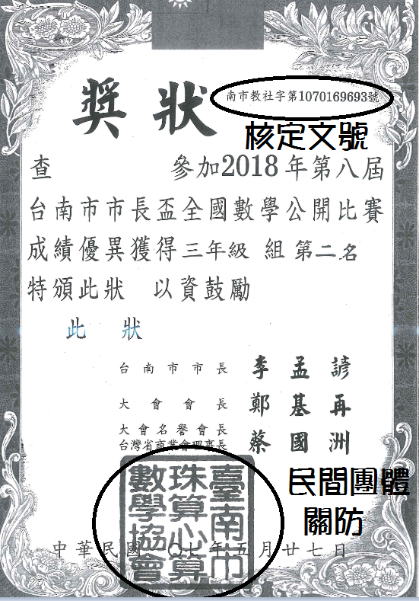 獎狀
南市教社字第1070169693號
核定文號
查 參加2018年第八屆
台南市市長盃全國數學公開比賽
成績優異獲得三年級 組 第二名
特頒此狀 以資鼓勵
此 狀
台南市市長 李孟諺
大會會長 鄭基再
大會名譽會長
台灣省商業會理事長 蔡國洲
臺南市
珠算心算
數學協會
民間團體
關防
中華民國一〇七年五月廿七日